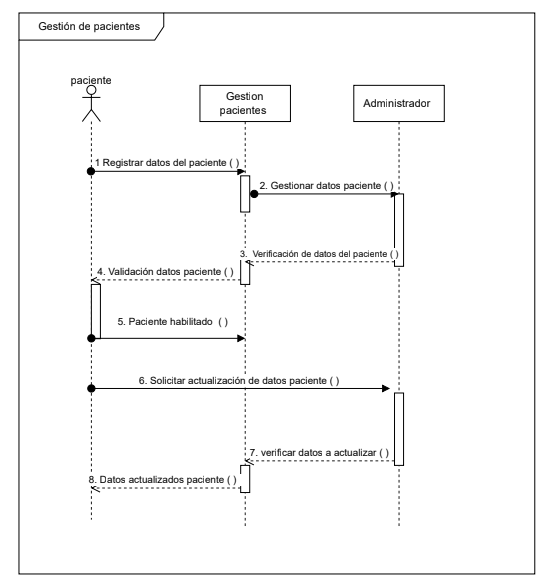 Gestión de pacientes
paciente
Gestion
pacientes
Administrador
1 Registrar datos del paciente ( )
2. Gestionar datos paciente ( )
3. Verificación de datos del paciente ( )
4. Validación datos paciente ( )
5. Paciente habilitado ( )
6. Solicitar actualización de datos paciente ( )
7. verificar datos a actualizar ( )
8. Datos actualizados paciente ( )